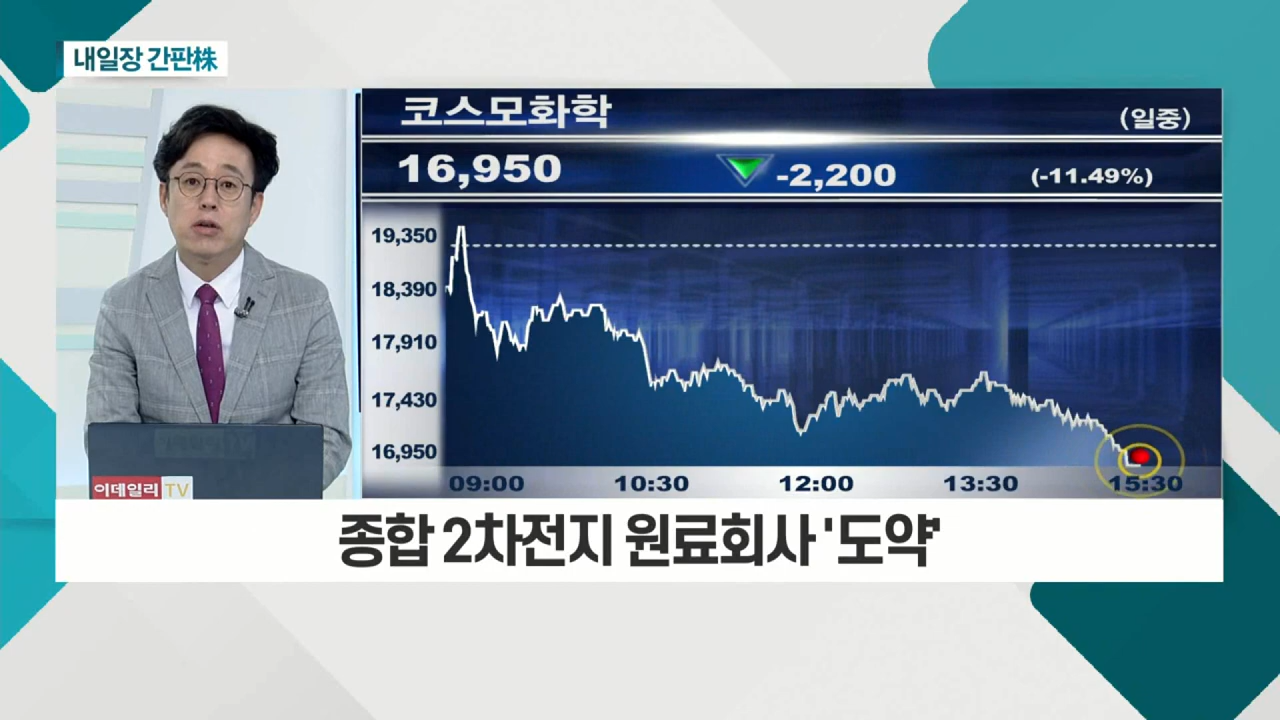 내일장 간판株
코스모화학
(일중)
16,950
-2,200
(-11.49%)
19,350
18,390
17,910
17,430
16,950
09:00
10:30
12:00
13:30
15:30
이데일리 TV
종합 2차전지 원료회사 '도약'